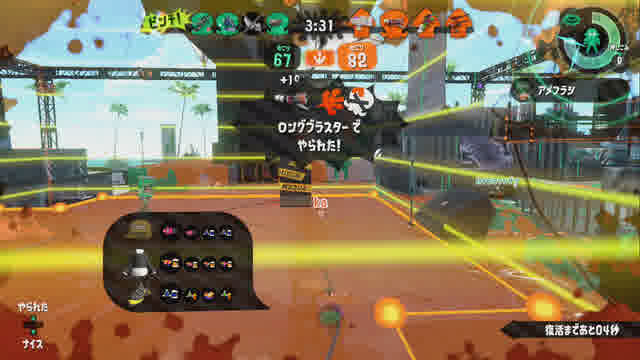 ピンチ!
3:31
67
82
+1°
ロングブラスターで
やられた!
アメフラシ
やられた
ナイス
復活まであと04秒